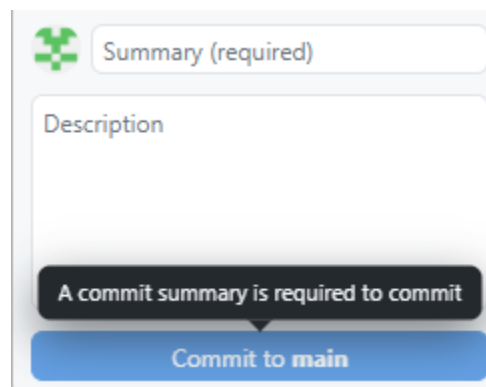 Summary (required)
Description
A commit summary is required to commit
Commit to main